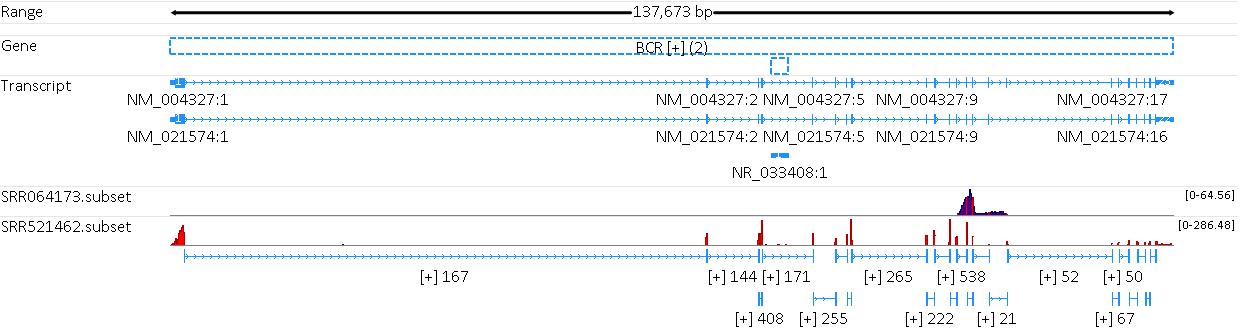 Range 137,673 bp
Gene BCR [+] (2)
Transcript
NM_004327:1 NM_004327:2 NM_004327:5 NM_004327:9 NM_004327:17
NM_021574:1 NM_021574:2 NM_021574:5 NM_021574:9 NM_021574:16
NR_033408:1
SRR064173.subset [0-64.56]
SRR521462.subset [0-286.48]
[+] 167 [+] 144 [+] 171 [+] 265 [+] 538 [+] 52 [+] 50
[+] 408 [+] 255 [+] 222 [+] 21 [+] 67